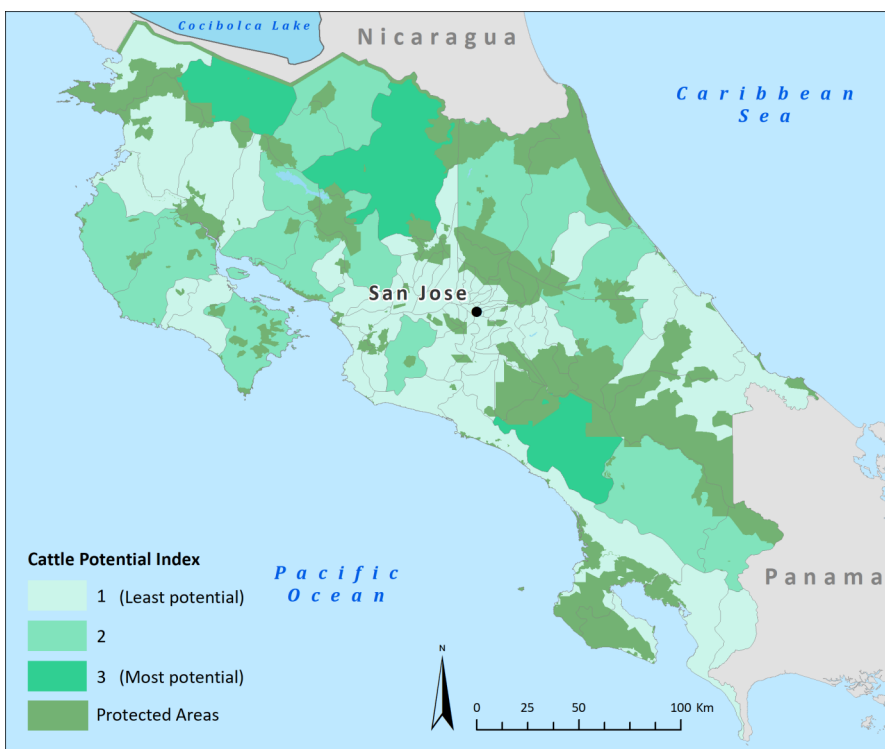 Cocibolca Lake
Nicaragua
Caribbean
Sea
San Jose
Pacific
Ocean
Panama
Cattle Potential Index
1 (Least potential)
2
3 (Most potential)
Protected Areas
N
0 25 50 100 Km